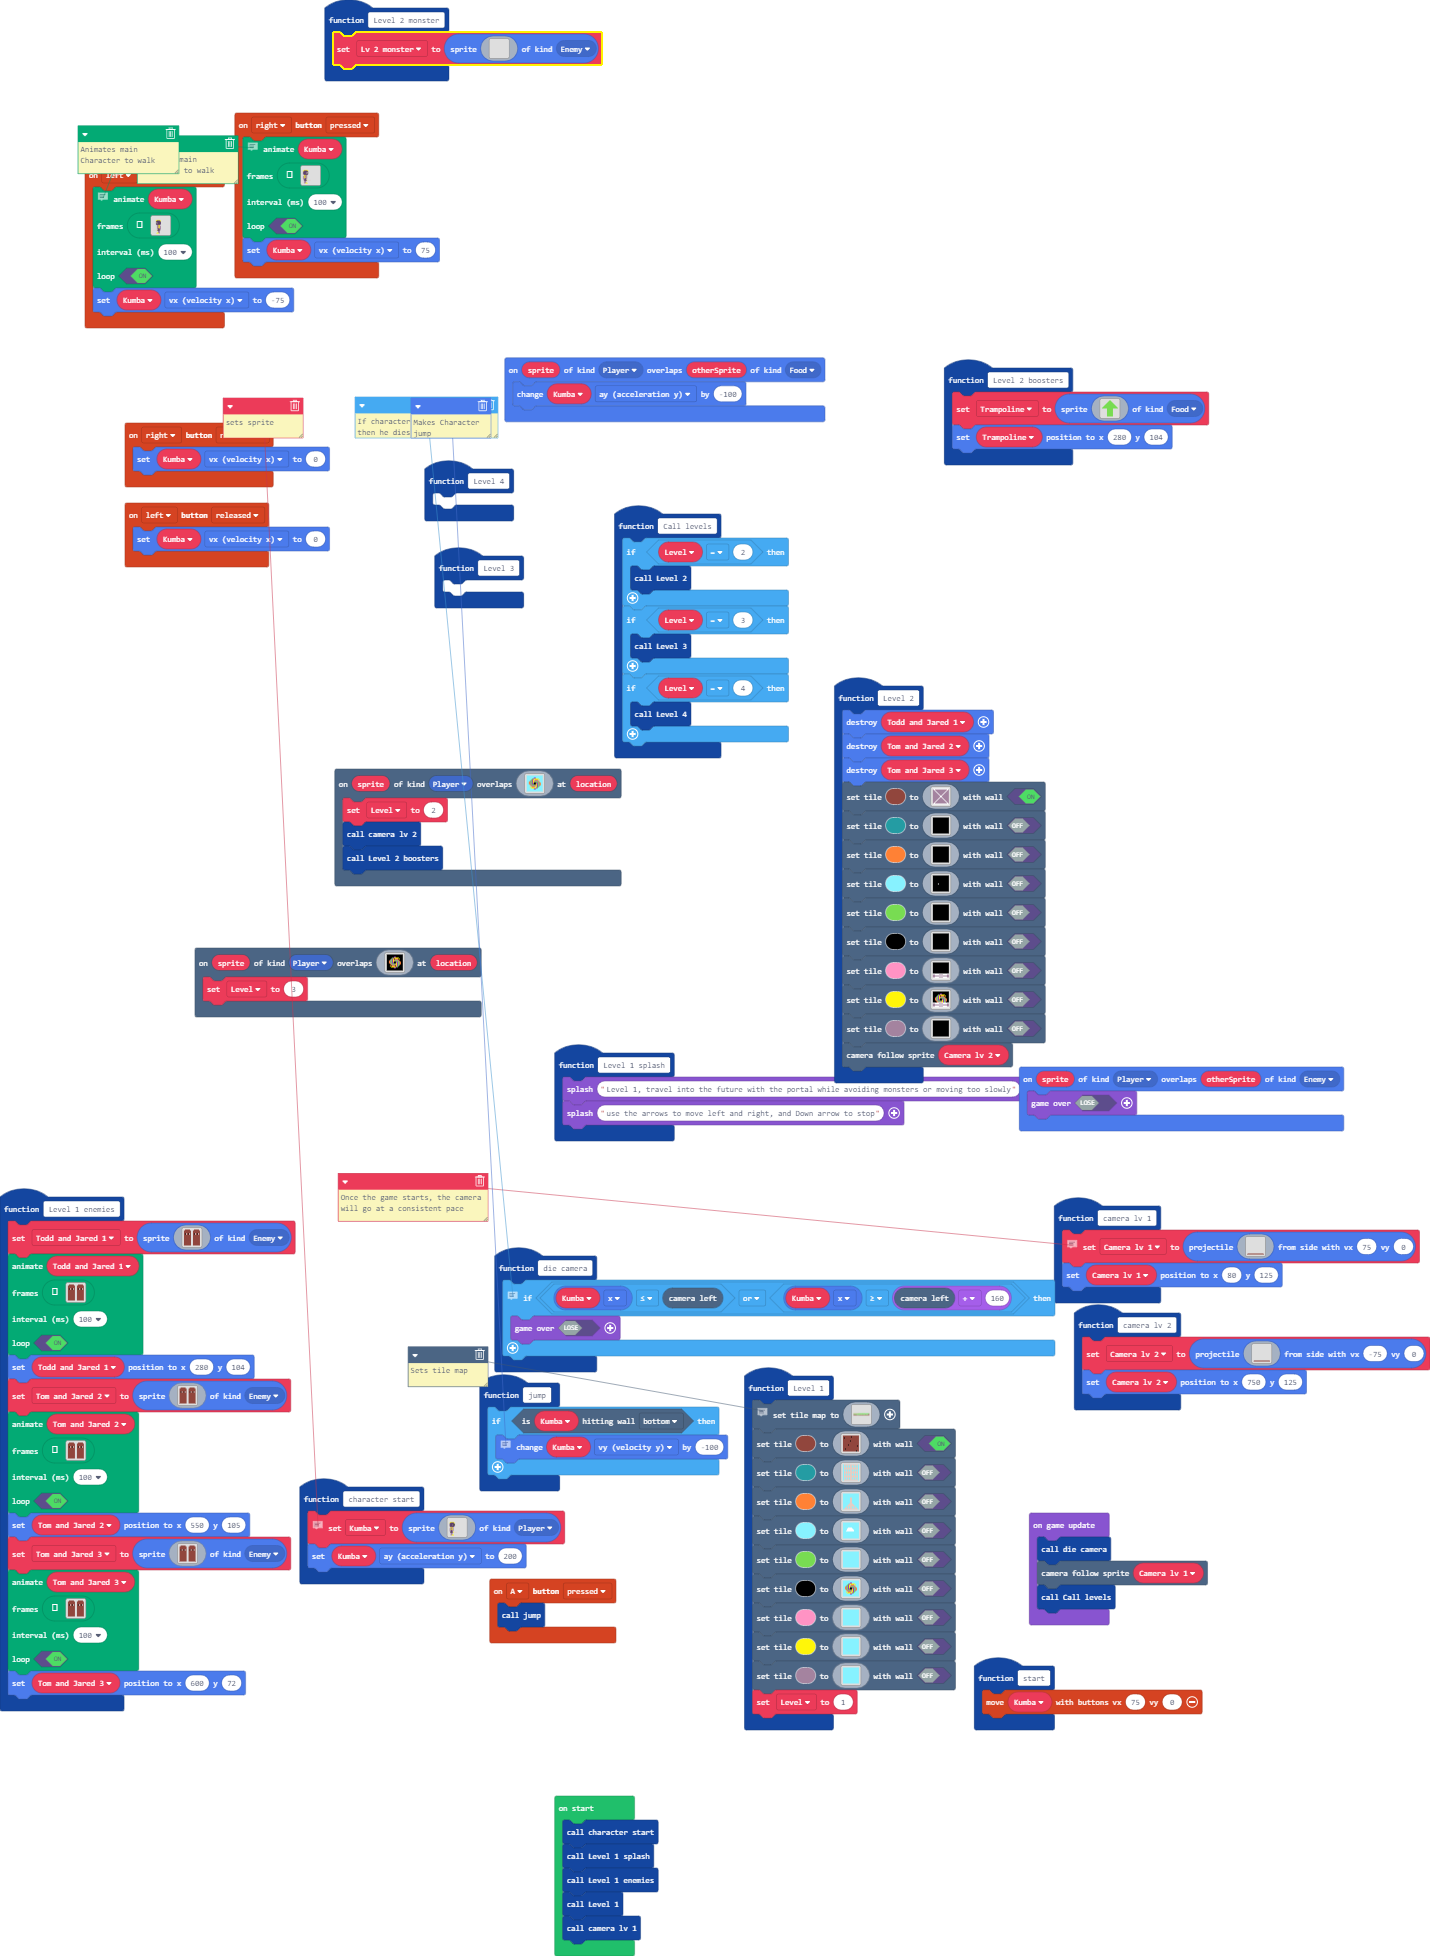 function Level 2 monster
set Lv 2 monster to sprite of kind Enemy
on right button pressed
animate Kumba
frames
interval (ms) 100
loop ON
set Kumba vx (velocity x) to 75
Animates main
Character to walk
main
to walk
on left
animate Kumba
frames
interval (ms) 100
loop ON
set Kumba vx (velocity x) to -75
on sprite of kind Player overlaps otherSprite of kind Food
change Kumba ay (acceleration y) by -100
function Level 2 boosters
set Trampoline to sprite of kind Food
set Trampoline position to x 280 y 104
sets sprite
on right button
set Kumba vx (velocity x) to 0
If character
then he dies
Makes Character
jump
on left button released
set Kumba vx (velocity x) to 0
function Level 4
function Level 3
function Call levels
if Level = 2 then
call Level 2
if Level = 3 then
call Level 3
if Level = 4 then
call Level 4
function Level 2
destroy Todd and Jared 1
destroy Tom and Jared 2
destroy Tom and Jared 3
set tile to with wall ON
set tile to with wall OFF
set tile to with wall OFF
set tile to with wall OFF
set tile to with wall OFF
set tile to with wall OFF
set tile to with wall OFF
set tile to with wall OFF
set tile to with wall OFF
camera follow sprite Camera lv 2
on sprite of kind Player overlaps at location
set Level to 2
call camera lv 2
call Level 2 boosters
on sprite of kind Player overlaps at location
set Level to 3
function Level 1 splash
splash "Level 1, travel into the future with the portal while avoiding monsters or moving too slowly"
splash "use the arrows to move left and right, and Down arrow to stop"
on sprite of kind Player overlaps otherSprite of kind Enemy
game over LOSE
Once the game starts, the camera
will go at a consistent pace
function Level 1 enemies
set Todd and Jared 1 to sprite of kind Enemy
animate Todd and Jared 1
frames
interval (ms) 100
loop ON
set Todd and Jared 1 position to x 280 y 104
set Tom and Jared 2 to sprite of kind Enemy
animate Tom and Jared 2
frames
interval (ms) 100
loop ON
set Tom and Jared 2 position to x 550 y 105
set Tom and Jared 3 to sprite of kind Enemy
animate Tom and Jared 3
frames
interval (ms) 100
loop ON
set Tom and Jared 3 position to x 600 y 72
function camera lv 1
set Camera lv 1 to projectile from side with vx 75 vy 0
set Camera lv 1 position to x 80 y 125
function camera lv 2
set Camera lv 2 to projectile from side with vx -75 vy 0
set Camera lv 2 position to x 750 y 125
function die camera
if Kumba x ≤ camera left or Kumba x ≥ camera left + 160 then
game over LOSE
Sets tile map
function jump
if is Kumba hitting wall bottom then
change Kumba vy (velocity y) by -100
function character start
set Kumba to sprite of kind Player
set Kumba ay (acceleration y) to 200
on A button pressed
call jump
function Level 1
set tile map to
set tile to with wall ON
set tile to with wall OFF
set tile to with wall OFF
set tile to with wall OFF
set tile to with wall OFF
set tile to with wall OFF
set tile to with wall OFF
set tile to with wall OFF
set tile to with wall OFF
set Level to 1
on game update
call die camera
camera follow sprite Camera lv 1
call Call levels
function start
move Kumba with buttons vx 75 vy 0
on start
call character start
call Level 1 splash
call Level 1 enemies
call Level 1
call camera lv 1